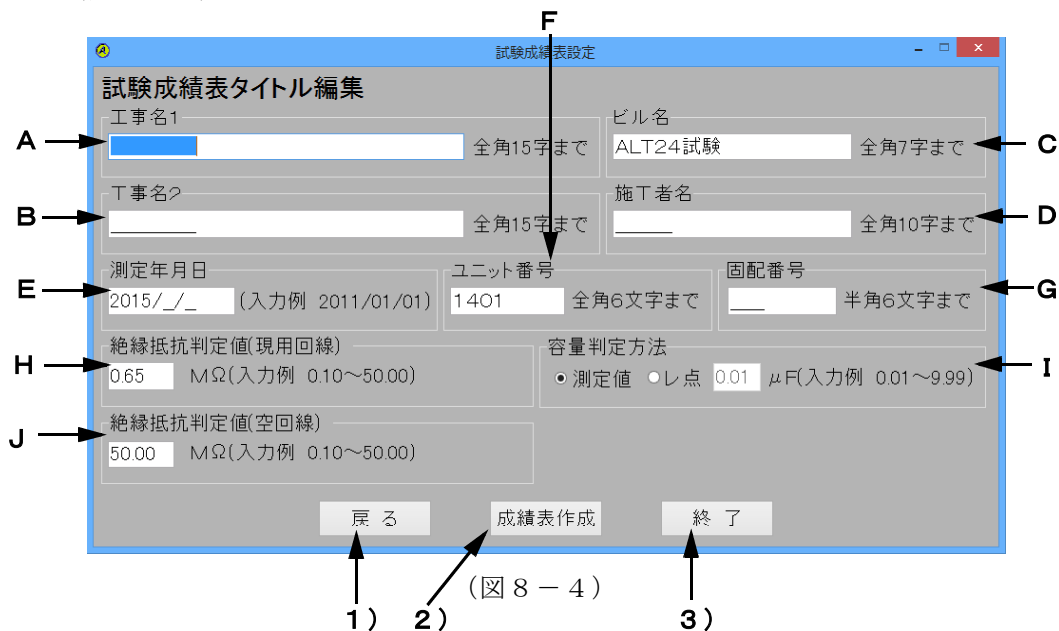 F
試験成績表設定
試験成績表タイトル編集
工事名1
全角15字まで
A
ビル名
ALT24試験 全角7字まで
C
工事名2
________ 全角15字まで
B
施工者名
_____ 全角10字まで
D
測定年月日
2015/_/_ (入力例 2011/01/01)
E
ユニット番号
1401 全角6文字まで
固配番号
___ 半角6文字まで
G
絶縁抵抗判定値(現用回線)
0.65 MΩ(入力例 0.10～50.00)
H
容量判定方法
測定値 レ点 0.01 μF(入力例 0.01～9.99)
I
絶縁抵抗判定値(空回線)
50.00 MΩ(入力例 0.10～50.00)
J
戻る 成績表作成 終了
(図８－４)
１) ２) ３)